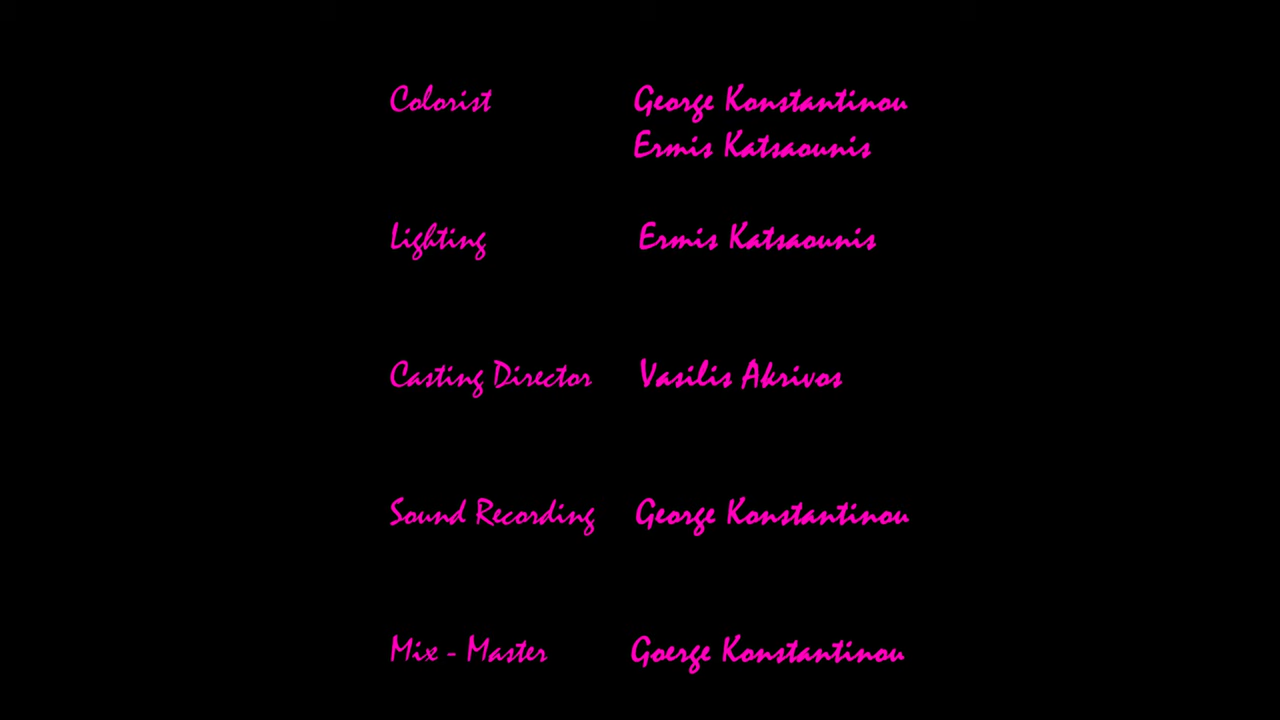 Colorist George Konstantinou
Ermis Katsaounis
Lighting Ermis Katsaounis
Casting Director Vasilis Akrivos
Sound Recording George Konstantinou
Mix - Master Goerge Konstantinou